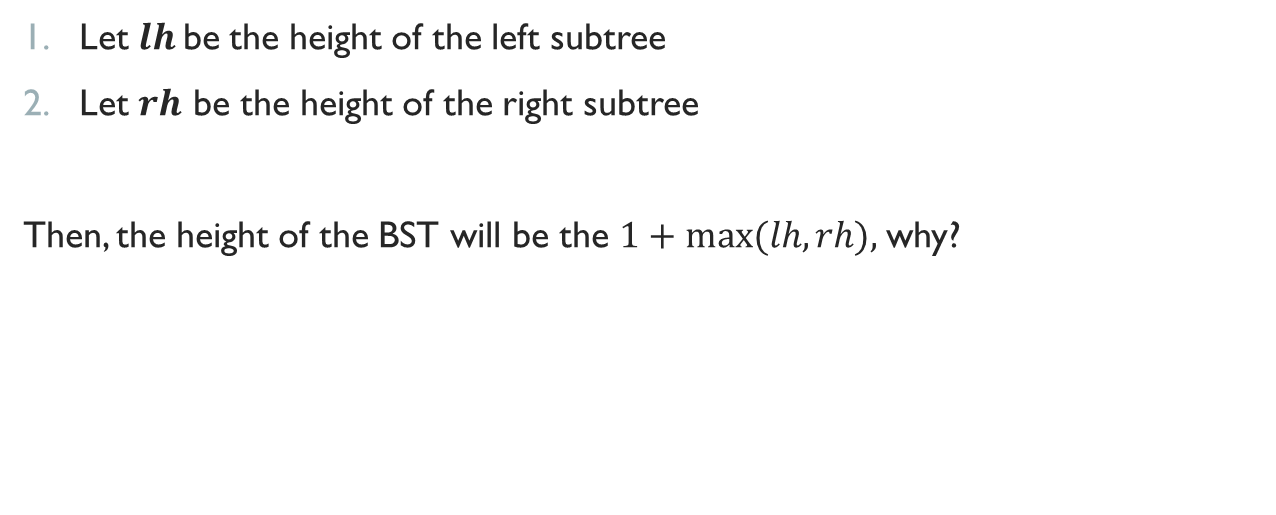 1. Let lh be the height of the left subtree
2. Let rh be the height of the right subtree
Then, the height of the BST will be the 1 + max(lh, rh), why?